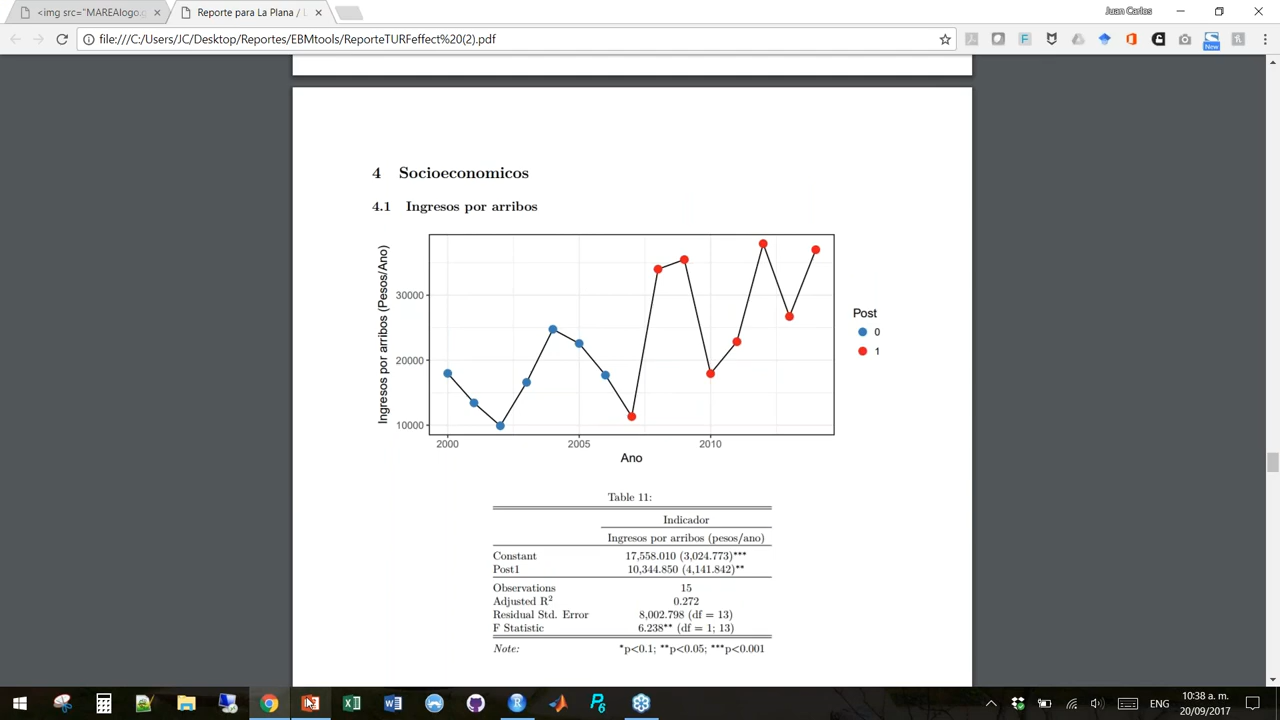 <img src="MAREAlogo.g
Reporte para La Plana / L
Juan Carlos
file:///C:/Users/JC/Desktop/Reportes/EBMtools/ReporteTURFeffect%20(2).pdf
New
4 Socioeconomicos
4.1 Ingresos por arribos
Ingresos por arribos (Pesos/Ano)
30000
20000
10000
2000 2005 2010
Ano
Post
0
1
Table 11:
Indicador
Ingresos por arribos (pesos/ano)
Constant 17,558.010 (3,024.773)***
Post1 10,344.850 (4,141.842)**
Observations 15
Adjusted R2 0.272
Residual Std. Error 8,002.798 (df = 13)
F Statistic 6.238** (df = 1; 13)
Note: *p<0.1; **p<0.05; ***p<0.001
ENG
10:38 a. m.
20/09/2017